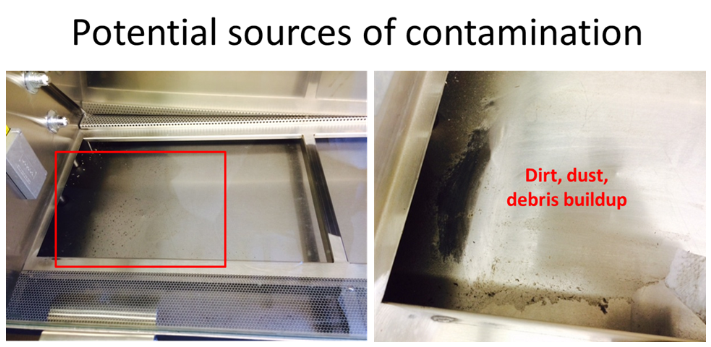 Potential sources of contamination
Dirt, dust,
debris buildup